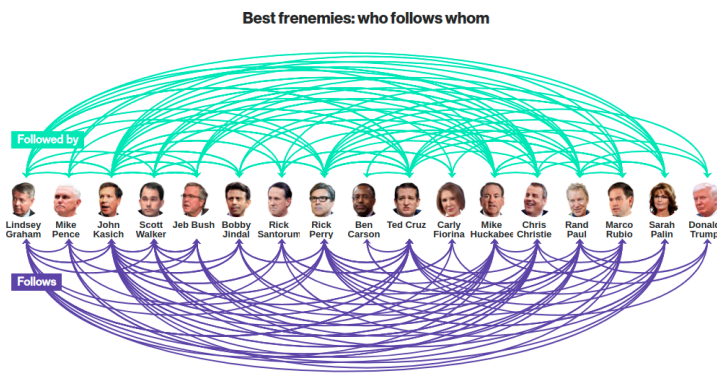 Best frenemies: who follows whom
Followed by
Lindsey Graham
Mike Pence
John Kasich
Scott Walker
Jeb Bush
Bobby Jindal
Rick Santorum
Rick Perry
Ben Carson
Ted Cruz
Carly Fiorina
Mike Huckabee
Chris Christie
Rand Paul
Marco Rubio
Sarah Palin
Donald Trump
Follows